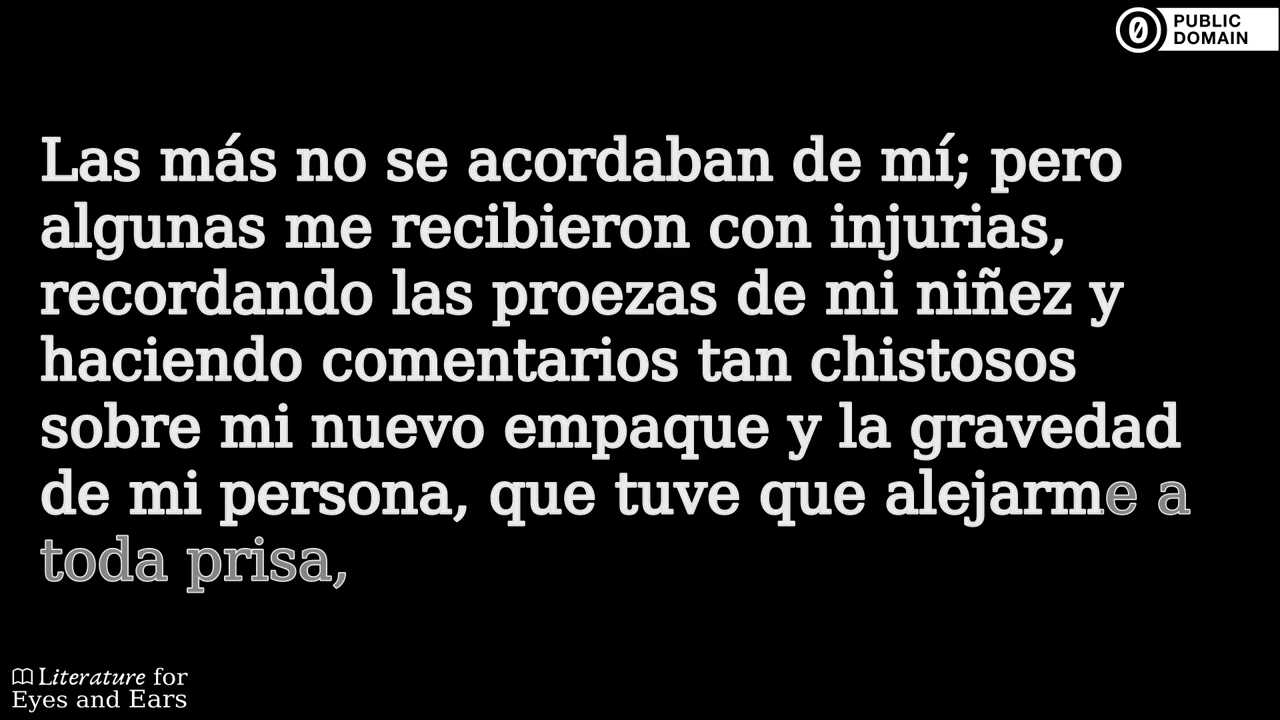 PUBLIC
DOMAIN
Las más no se acordaban de mí; pero
algunas me recibieron con injurias,
recordando las proezas de mi niñez y
haciendo comentarios tan chistosos
sobre mi nuevo empaque y la gravedad
de mi persona, que tuve que alejarme a
toda prisa,
Literature for
Eyes and Ears